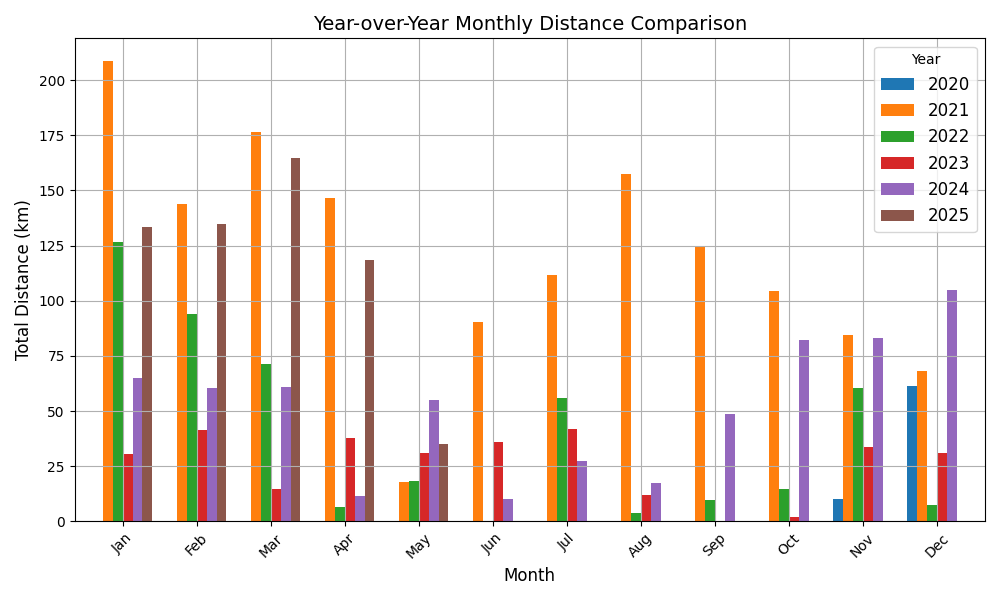 Year-over-Year Monthly Distance Comparison
Total Distance (km)
200
175
150
125
100
75
50
25
0
Year
2020
2021
2022
2023
2024
2025
Jan
Feb
Mar
Apr
May
Jun
Jul
Aug
Sep
Oct
Nov
Dec
Month